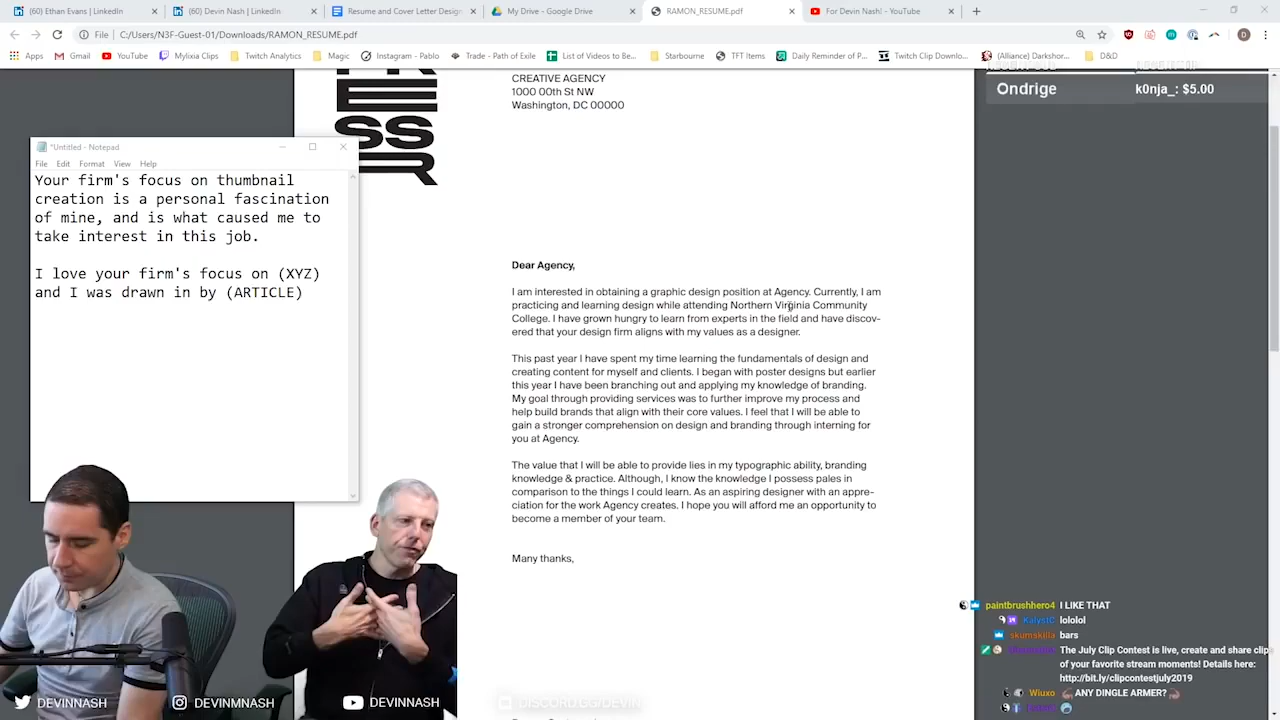 (60) Ethan Evans | LinkedIn
(60) Devin Nash | LinkedIn
Resume and Cover Letter Design
My Drive - Google Drive
RAMON_RESUME.pdf
For Devin Nash! - YouTube
File | C:/Users/N3F-Guest-01/Downloads/RAMON_RESUME.pdf
Apps
Gmail
YouTube
Mylixia Clips
Twitch Analytics
Magic
Instagram - Pablo
Trade - Path of Exile
List of Videos to Be...
Starbourne
TFT Items
Daily Reminder of P...
Twitch Clip Downl...
(Alliance) Darkshor...
D&D
SS
R
CREATIVE AGENCY
1000 00th St NW
Washington, DC 00000
Ondrige
k0nja_: $5.00
*Untitled - Notepad
File Edit Format View Help
Your firm's focus on thumbnail
creation is a personal fascination
of mine, and is what caused me to
take interest in this job.
I love your firm's focus on (XYZ)
and I was drawn in by (ARTICLE)
Dear Agency,
I am interested in obtaining a graphic design position at Agency. Currently, I am
practicing and learning design while attending Northern Virginia Community
College. I have grown hungry to learn from experts in the field and have discov-
ered that your design firm aligns with my values as a designer.
This past year I have spent my time learning the fundamentals of design and
creating content for myself and clients. I began with poster designs but earlier
this year I have been branching out and applying my knowledge of branding.
My goal through providing services was to further improve my process and
help build brands that align with their core values. I feel that I will be able to
gain a stronger comprehension on design and branding through interning for
you at Agency.
The value that I will be able to provide lies in my typographic ability, branding
knowledge & practice. Although, I know the knowledge I possess pales in
comparison to the things I could learn. As an aspiring designer with an appre-
ciation for the work Agency creates. I hope you will afford me an opportunity to
become a member of your team.
Many thanks,
paintbrushhero4 I LIKE THAT
KalystC lololol
skumskilla bars
The July Clip Contest is live, create and share clips
of your favorite stream moments! Details here:
http://bit.ly/clipcontestjuly2019
Wiuxo ANY DINGLE ARMER?
DEVINNASH
DEVINMNASH
DEVINNASH
DISCORD.GG/DEVIN